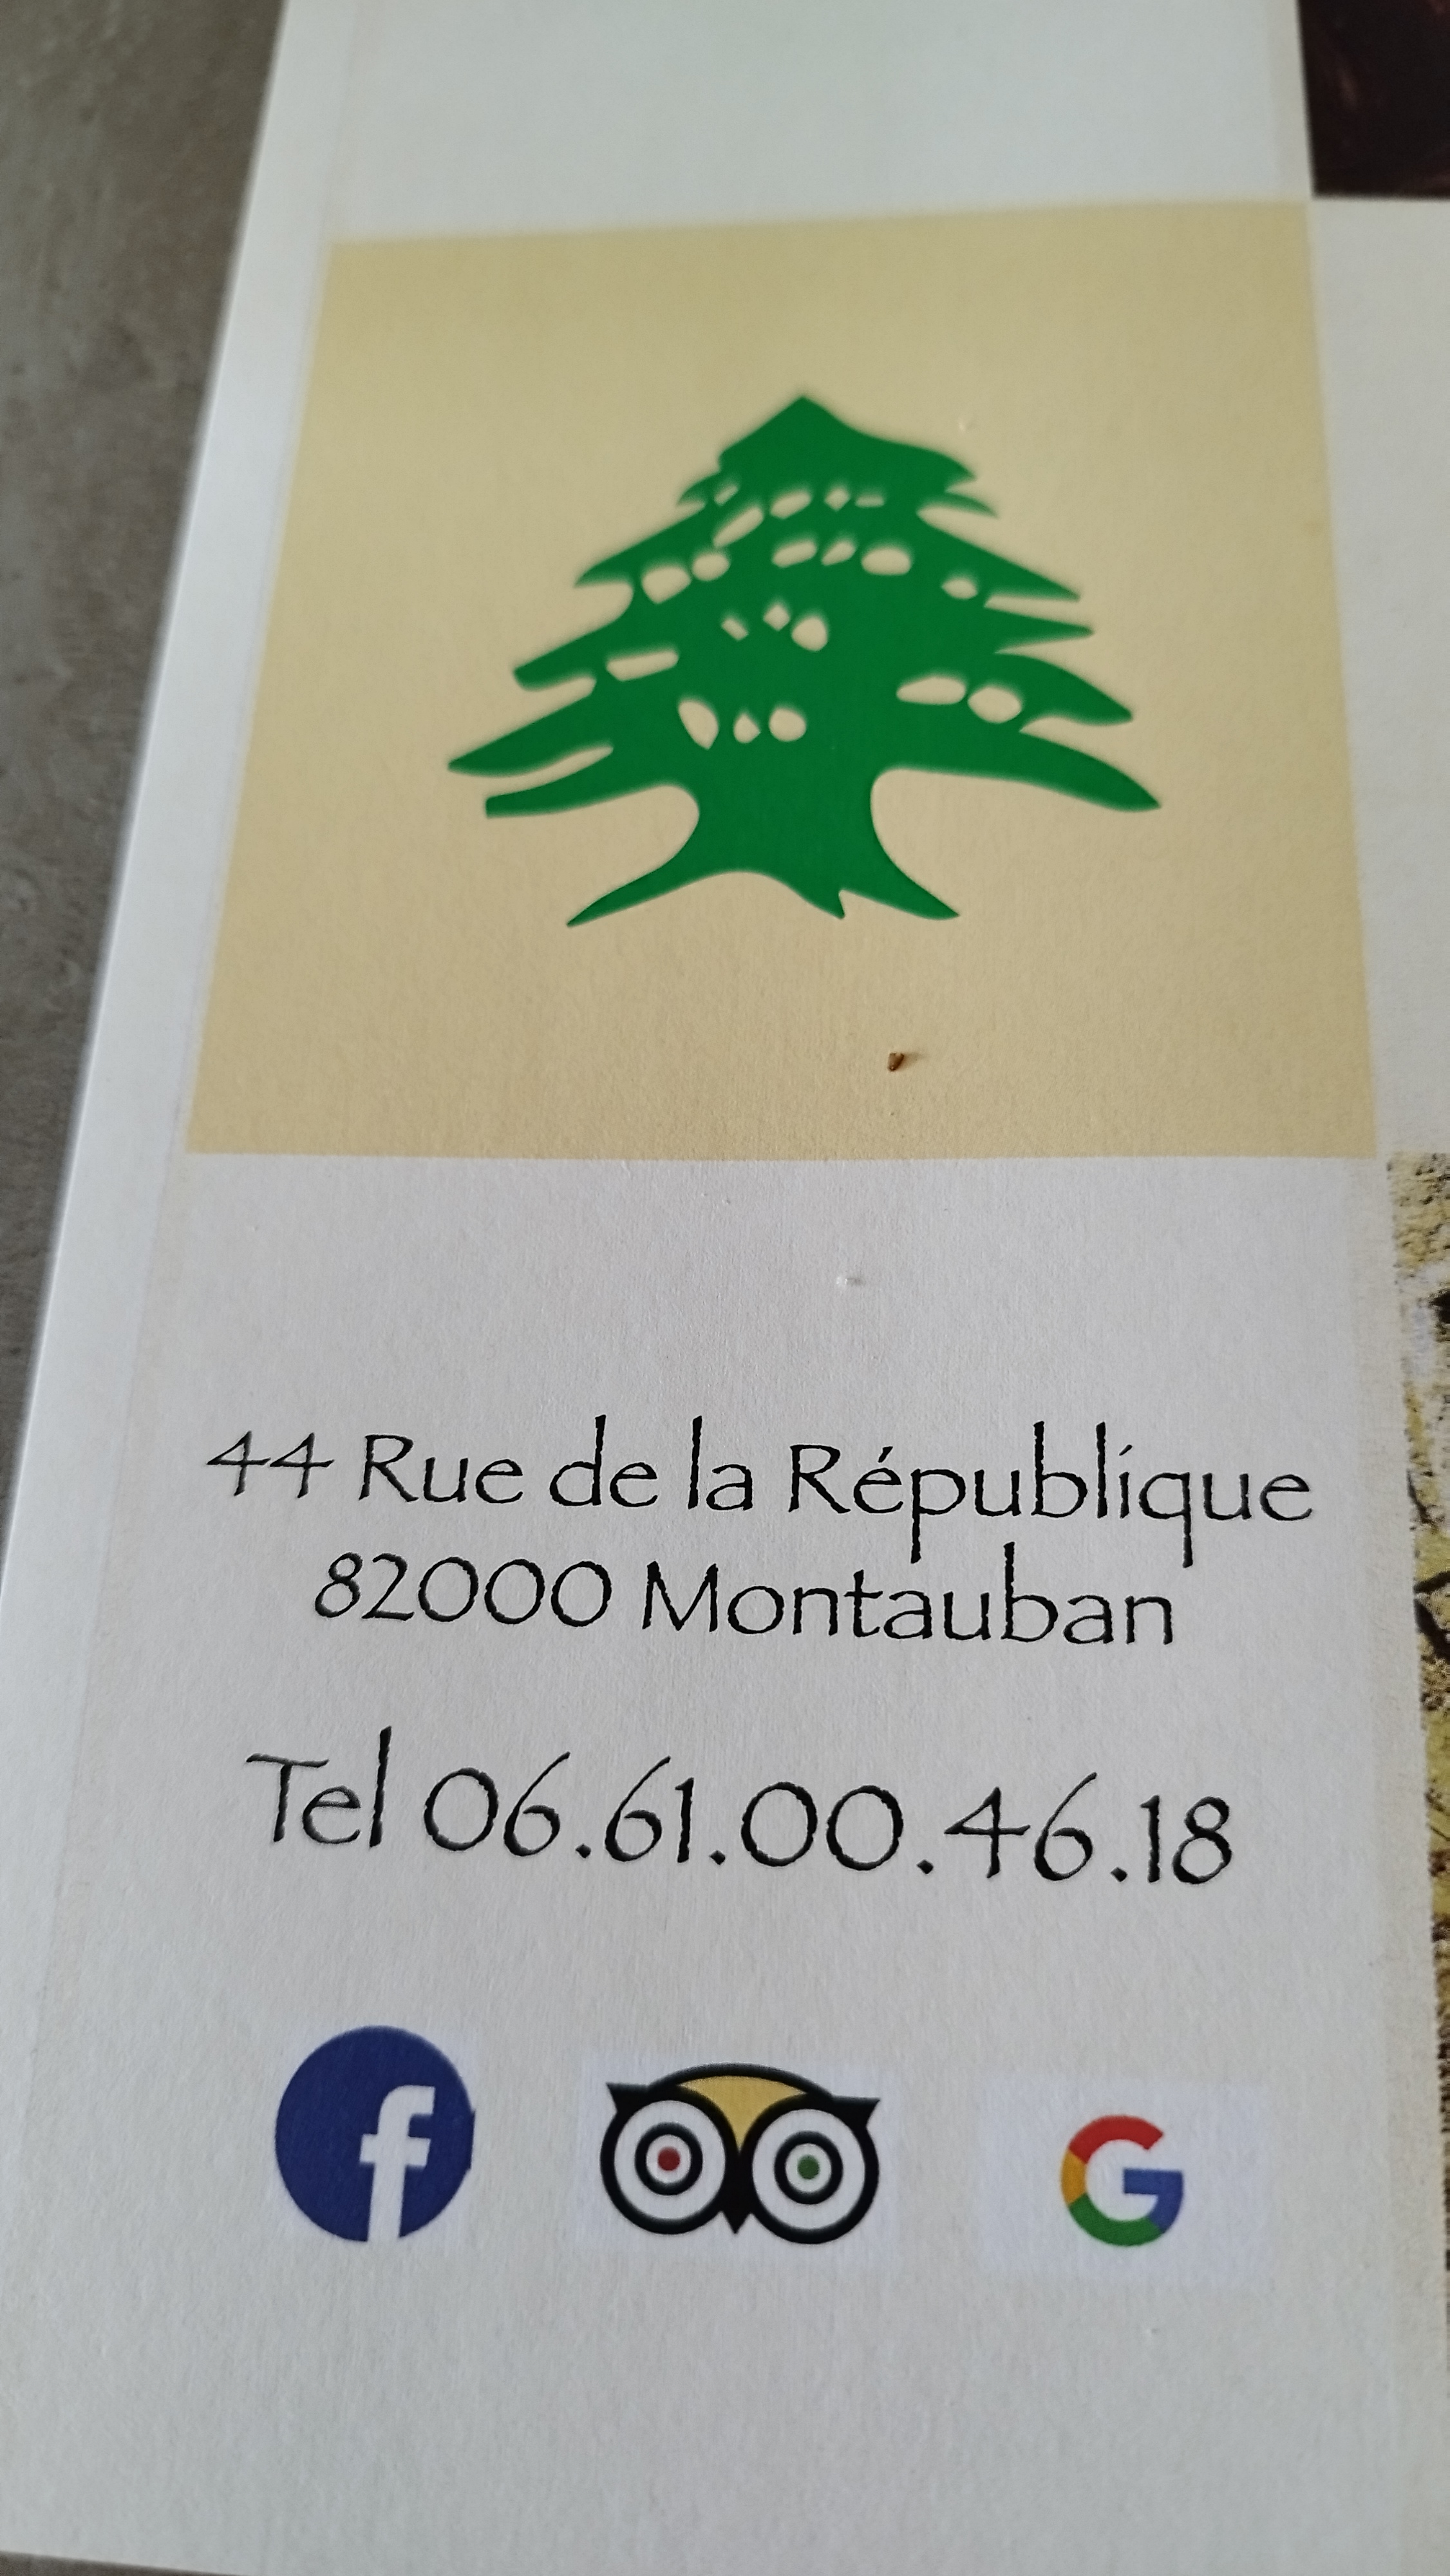 44 Rue de la République
82000 Montauban
Tel 06.61.00.46.18
f G